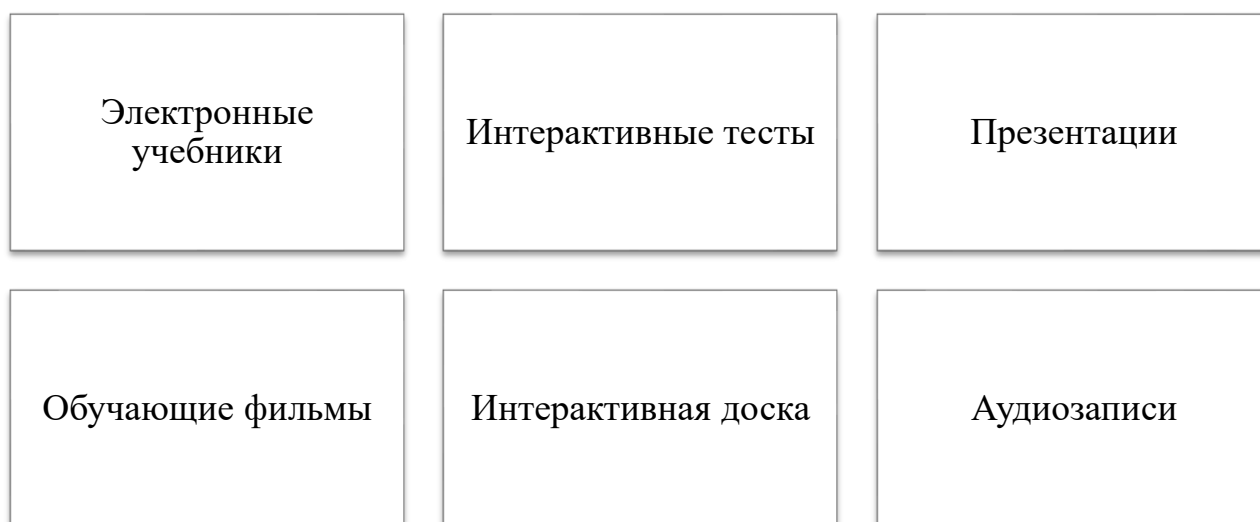 Электронные
учебники
Интерактивные тесты
Презентации
Обучающие фильмы
Интерактивная доска
Аудиозаписи